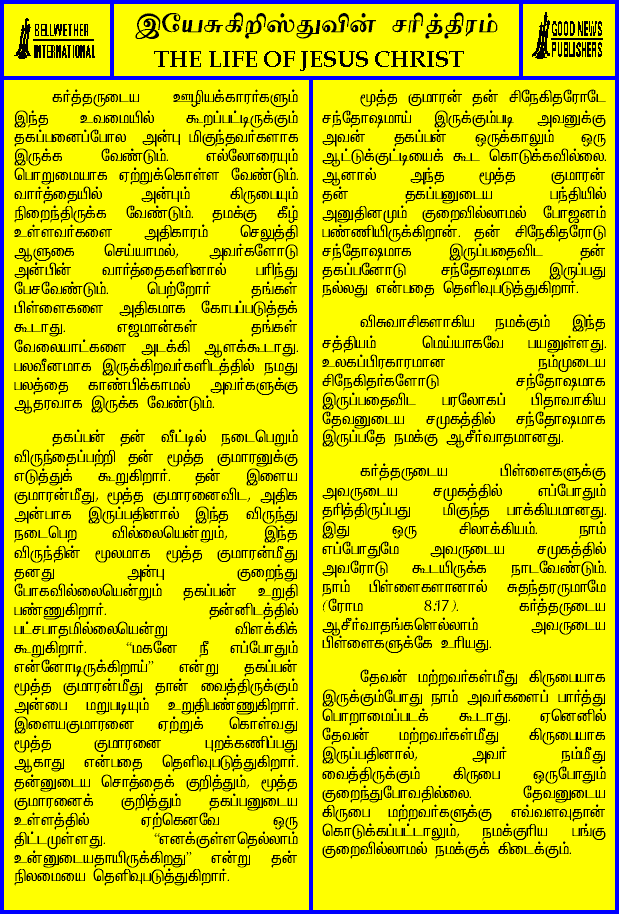 BELLWETHER
INTERNATIONAL
இயேசுகிறிஸ்துவின் சரித்திரம்
THE LIFE OF JESUS CHRIST
GOOD NEWS
PUBLISHERS
கர்த்தருடைய ஊழியக்காரர்களும்
இந்த உவமையில் கூறப்பட்டிருக்கும்
தகப்பனைப்போல அன்பு மிகுந்தவர்களாக
இருக்க வேண்டும். எல்லோரையும்
பொறுமையாக ஏற்றுக்கொள்ள வேண்டும்.
வார்த்தையில் அன்பும் கிருபையும்
நிறைந்திருக்க வேண்டும். தமக்கு கீழ்
உள்ளவர்களை அதிகாரம் செலுத்தி
ஆளுகை செய்யாமல், அவர்களோடு
அன்பின் வார்த்தைகளினால் பரிந்து
பேசவேண்டும். பெற்றோர் தங்கள்
பிள்ளைகளை அதிகமாக கோபப்படுத்தக்
கூடாது. எஜமான்கள் தங்கள்
வேலையாட்களை அடக்கி ஆளக்கூடாது.
பலவீனமாக இருக்கிறவர்களிடத்தில் நமது
பலத்தை காண்பிக்காமல் அவர்களுக்கு
ஆதரவாக இருக்க வேண்டும்.
தகப்பன் தன் வீட்டில் நடைபெறும்
விருந்தைப்பற்றி தன் மூத்த குமாரனுக்கு
எடுத்துக் கூறுகிறார். தன் இளைய
குமாரன்மீது, மூத்த குமாரனைவிட, அதிக
அன்பாக இருப்பதினால் இந்த விருந்து
நடைபெற வில்லையென்றும், இந்த
விருந்தின் மூலமாக மூத்த குமாரன்மீது
தனது அன்பு குறைந்து
போகவில்லையென்றும் தகப்பன் உறுதி
பண்ணுகிறார். தன்னிடத்தில்
பட்சபாதமில்லையென்று விளக்கிக்
கூறுகிறார். “மகனே நீ எப்போதும்
என்னோடிருக்கிறாய்” என்று தகப்பன்
மூத்த குமாரன்மீது தான் வைத்திருக்கும்
அன்பை மறுபடியும் உறுதிபண்ணுகிறார்.
இளையகுமாரனை ஏற்றுக் கொள்வது
மூத்த குமாரனை புறக்கணிப்பது
ஆகாது என்பதை தெளிவுபடுத்துகிறார்.
தன்னுடைய சொத்தைக் குறித்தும், மூத்த
குமாரனைக் குறித்தும் தகப்பனுடைய
உள்ளத்தில் ஏற்கெனவே ஒரு
திட்டமுள்ளது. “எனக்குள்ளதெல்லாம்
உன்னுடையதாயிருக்கிறது” என்று தன்
நிலமையை தெளிவுபடுத்துகிறார்.
மூத்த குமாரன் தன் சிநேகிதரோடே
சந்தோஷமாய் இருக்கும்படி அவனுக்கு
அவன் தகப்பன் ஒருக்காலும் ஒரு
ஆட்டுக்குட்டியைக் கூட கொடுக்கவில்லை.
ஆனால் அந்த மூத்த குமாரன்
தன் தகப்பனுடைய பந்தியில்
அனுதினமும் குறைவில்லாமல் போஜனம்
பண்ணியிருக்கிறான். தன் சிநேகிதரோடு
சந்தோஷமாக இருப்பதைவிட தன்
தகப்பனோடு சந்தோஷமாக இருப்பது
நல்லது என்பதை தெளிவுபடுத்துகிறார்.
விசுவாசிகளாகிய நமக்கும் இந்த
சத்தியம் மெய்யாகவே பயனுள்ளது.
உலகப்பிரகாரமான நம்முடைய
சிநேகிதர்களோடு சந்தோஷமாக
இருப்பதைவிட பரலோகப் பிதாவாகிய
தேவனுடைய சமுகத்தில் சந்தோஷமாக
இருப்பதே நமக்கு ஆசீர்வாதமானது.
கர்த்தருடைய பிள்ளைகளுக்கு
அவருடைய சமுகத்தில் எப்போதும்
தரித்திருப்பது மிகுந்த பாக்கியமானது.
இது ஒரு சிலாக்கியம். நாம்
எப்போதுமே அவருடைய சமுகத்தில்
அவரோடு கூடயிருக்க நாடவேண்டும்.
நாம் பிள்ளைகளானால் சுதந்தரருமாமே
(ரோம 8:17). கர்த்தருடைய
ஆசீர்வாதங்களெல்லாம் அவருடைய
பிள்ளைகளுக்கே உரியது.
தேவன் மற்றவர்கள்மீது கிருபையாக
இருக்கும்போது நாம் அவர்களைப் பார்த்து
பொறாமைப்படக் கூடாது. ஏனெனில்
தேவன் மற்றவர்கள்மீது கிருபையாக
இருப்பதினால், அவர் நம்மீது
வைத்திருக்கும் கிருபை ஒருபோதும்
குறைந்துபோவதில்லை. தேவனுடைய
கிருபை மற்றவர்களுக்கு எவ்வளவுதான்
கொடுக்கப்பட்டாலும், நமக்குரிய பங்கு
குறைவில்லாமல் நமக்குக் கிடைக்கும்.